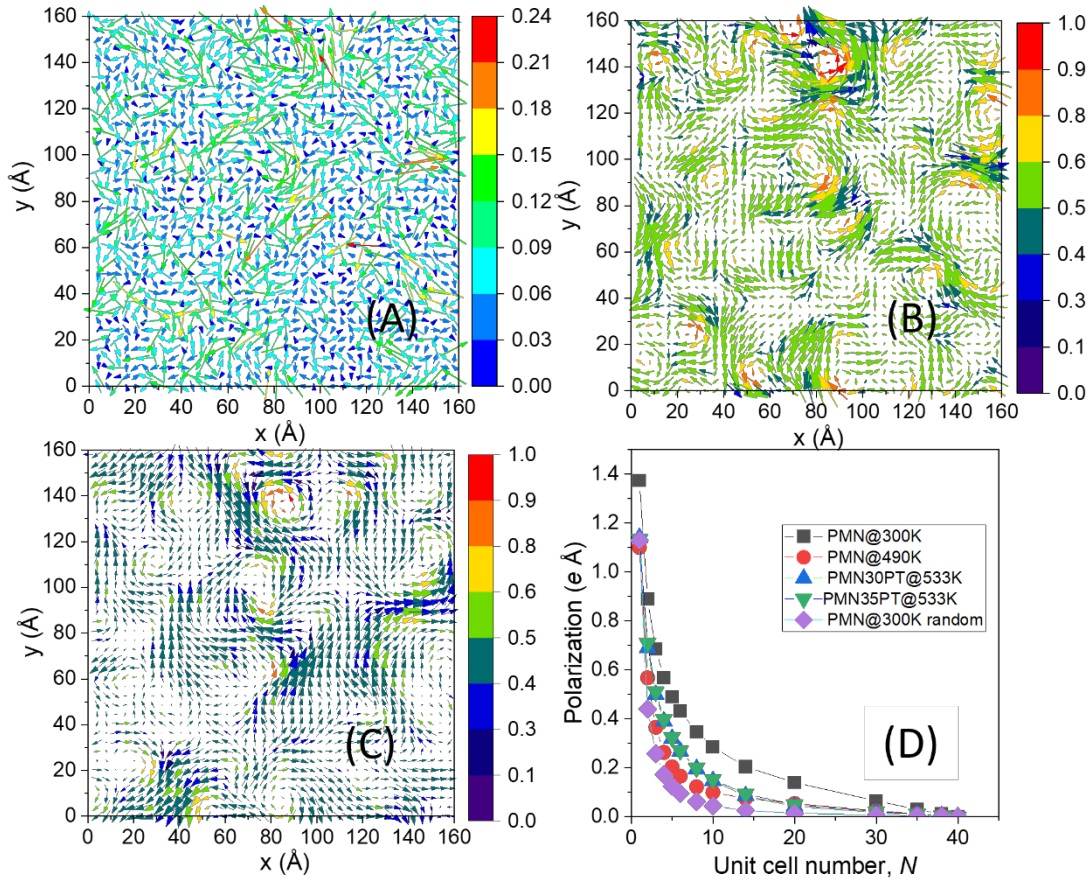 160
140
120
100
80
60
40
20
0
y (Å)
0 20 40 60 80 100 120 140 160
x (Å)
(A)
0.24
0.21
0.18
0.15
0.12
0.09
0.06
0.03
0.00
160
140
120
100
80
60
40
20
0
y (Å)
0 20 40 60 80 100 120 140 160
x (Å)
(B)
1.0
0.9
0.8
0.6
0.5
0.4
0.3
0.1
0.0
160
140
120
100
80
60
40
20
0
y (Å)
0 20 40 60 80 100 120 140 160
x (Å)
(C)
1.0
0.9
0.8
0.6
0.5
0.4
0.3
0.1
0.0
1.4
1.2
1.0
0.8
0.6
0.4
0.2
0.0
Polarization (e Å)
PMN@300K
PMN@490K
PMN30PT@533K
PMN35PT@533K
PMN@300K random
(D)
0 10 20 30 40
Unit cell number, N